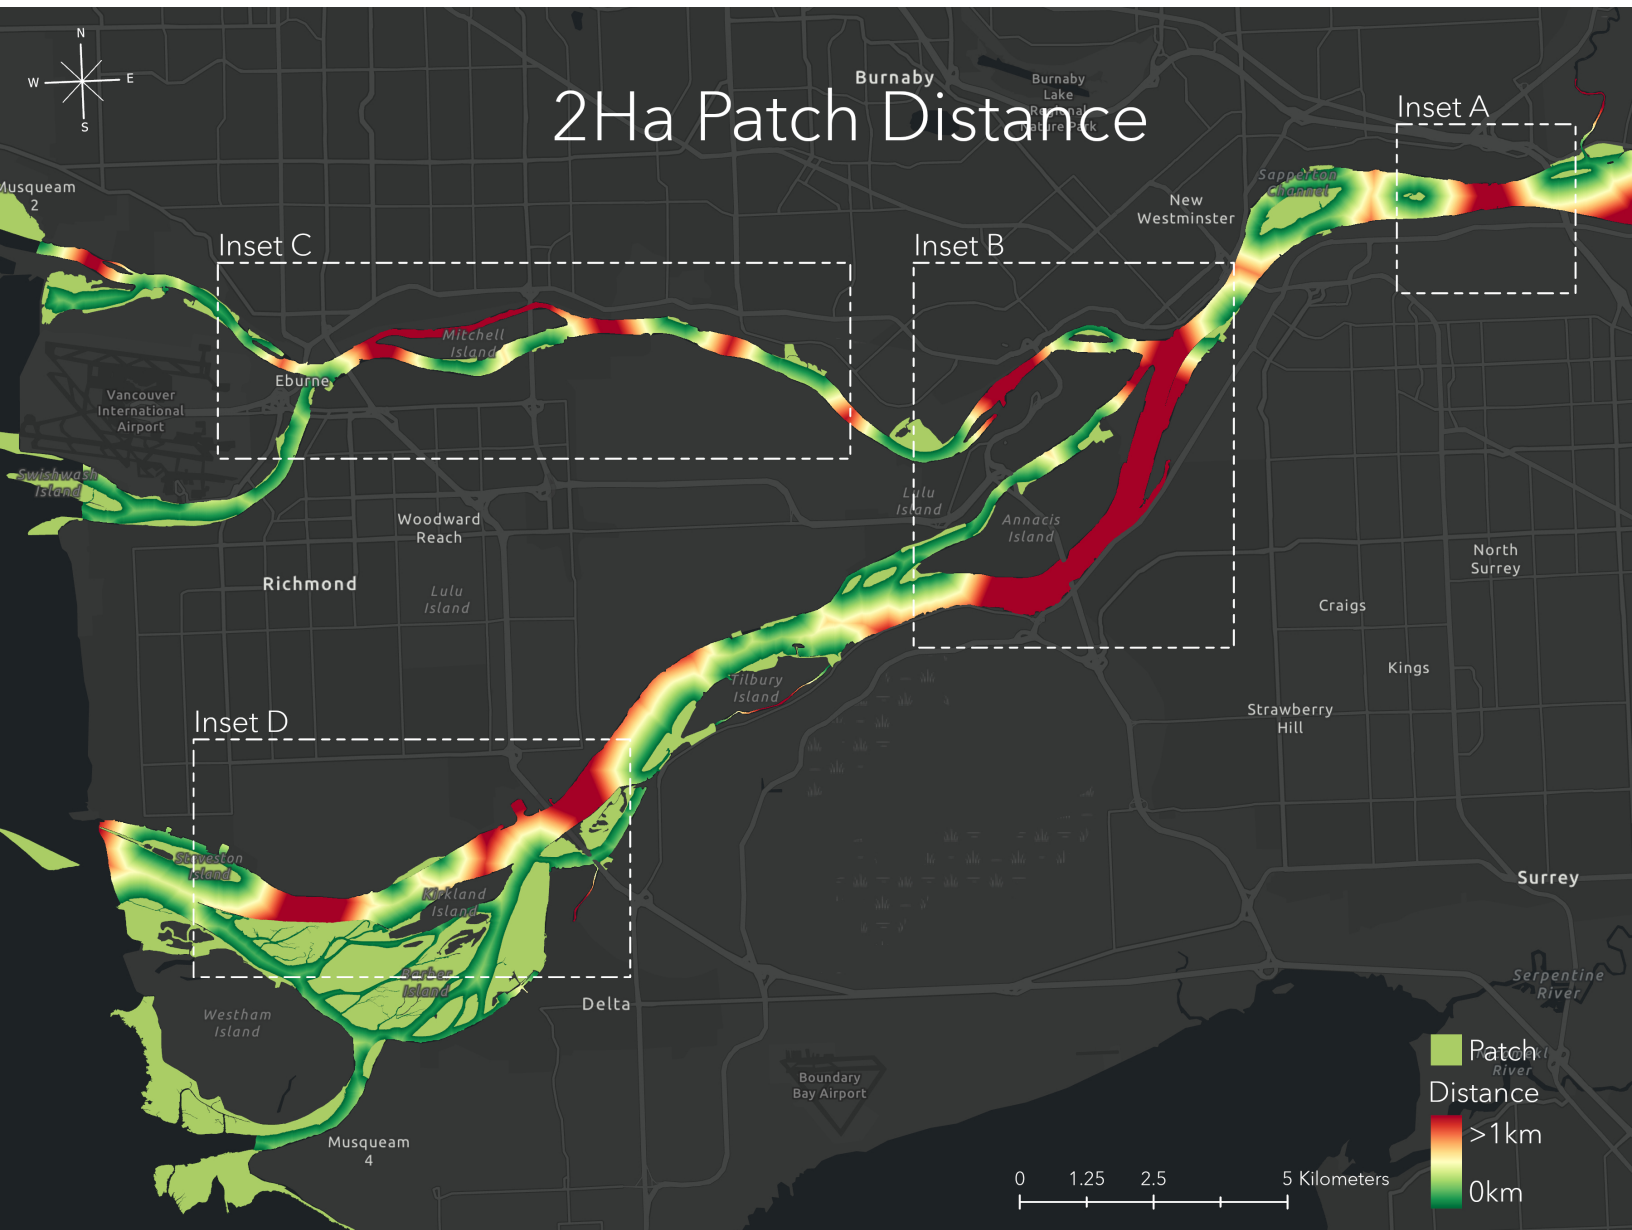 N
W
E
S
Burnaby
Burnaby
Lake
Regional
Nature Park
2Ha Patch Distance
Inset A
Musqueam
2
Sapperton
Channel
New
Westminster
Inset C
Inset B
Mitchell
Island
Eburne
Vancouver
International
Airport
Swishwash
Island
Lulu
Island
Annacis
Island
Woodward
Reach
Richmond
Lulu
Island
North
Surrey
Craigs
Kings
Tilbury
Island
Strawberry
Hill
Inset D
Steveston
Island
Kirkland
Island
Surrey
Barber
Island
Delta
Westham
Island
Serpentine
River
Patch
Nicomekl
River
Boundary
Bay Airport
Distance
>1km
0km
Musqueam
4
0 1.25 2.5 5 Kilometers